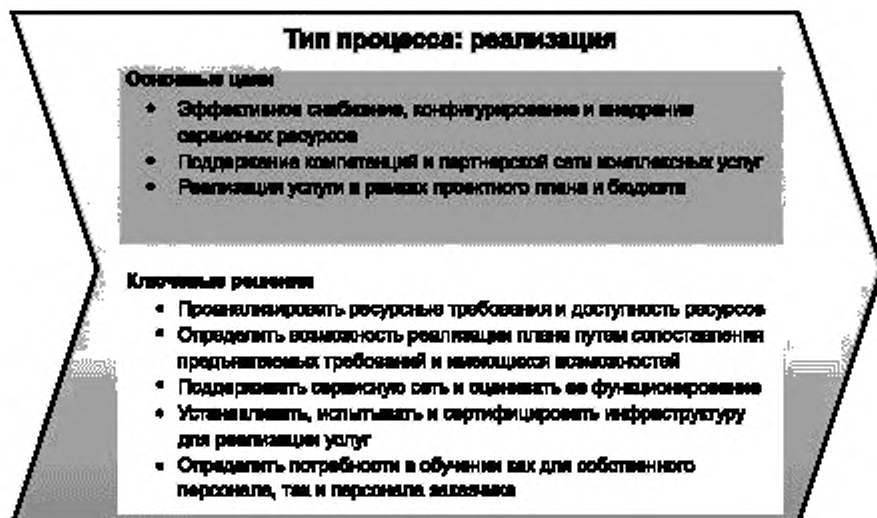 Тип процесса: реализация
Основные цели
• Эффективное снабжение, конфигурирование и внедрение
сервисных ресурсов
• Поддержание компетенций и партнерской сети комплексных услуг
• Реализация услуги в рамках проектного плана и бюджета
Ключевые решения
• Проанализировать ресурсные требования и доступность ресурсов
• Определить возможность реализации плана путем сопоставления
предъявляемых требований и имеющихся возможностей
• Поддерживать сервисную сеть и оценивать ее функционирование
• Устанавливать, испытывать и сертифицировать инфраструктуру
для реализации услуг
• Определить потребности в обучении как для собственного
персонала, так и персонала заказчика